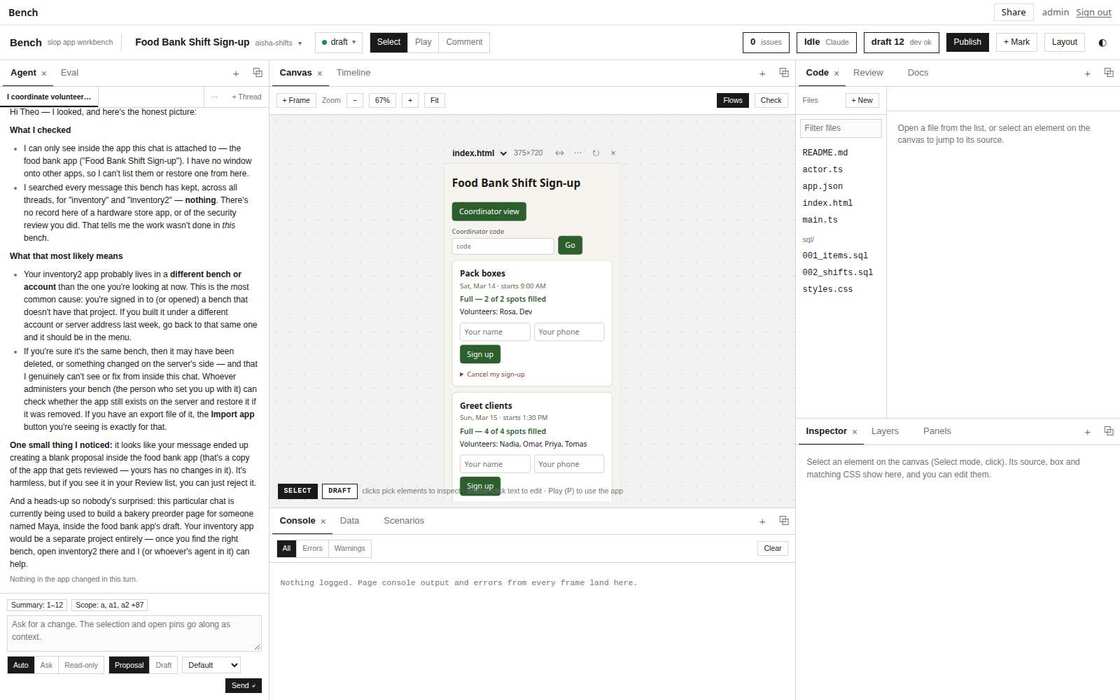 Bench
Share
admin
Sign out
Bench
slop app workbench
Food Bank Shift Sign-up
aisha-shifts
draft
Select
Play
Comment
0 issues
Idle Claude
draft 12 dev ok
Publish
+ Mark
Layout
Agent ×
Eval
I coordinate volunteer…
···
+ Thread
Hi Theo — I looked, and here's the honest picture:
What I checked
I can only see inside the app this chat is attached to — the
food bank app ("Food Bank Shift Sign-up"). I have no window
onto other apps, so I can't list them or restore one from here.
I searched every message this bench has kept, across all
threads, for "inventory" and "inventory2" — nothing. There's
no record here of a hardware store app, or of the security
review you did. That tells me the work wasn't done in this
bench.
What that most likely means
Your inventory2 app probably lives in a different bench or
account than the one you're looking at now. This is the most
common cause: you're signed in to (or opened) a bench that
doesn't have that project. If you built it under a different
account or server address last week, go back to that same one
and it should be in the menu.
If you're sure it's the same bench, then it may have been
deleted, or something changed on the server's side — and that
I genuinely can't see or fix from inside this chat. Whoever
administers your bench (the person who set you up with it) can
check whether the app still exists on the server and restore it if
it was removed. If you have an export file of it, the Import app
button you're seeing is exactly for that.
One small thing I noticed: it looks like your message ended up
creating a blank proposal inside the food bank app (that's a copy
of the app that gets reviewed — yours has no changes in it). It's
harmless, but if you see it in your Review list, you can just reject it.
And a heads-up so nobody's surprised: this particular chat is
currently being used to build a bakery preorder page for someone
named Maya, inside the food bank app's draft. Your inventory app
would be a separate project entirely — once you find the right
bench, open inventory2 there and I (or whoever's agent it is) can
help.
Nothing in the app changed in this turn.
Summary: 1–12
Scope: a, a1, a2 +87
Ask for a change. The selection and open pins go along as
context.
Auto
Ask
Read-only
Proposal
Draft
Default
Send
Canvas ×
Timeline
+ Frame
Zoom
−
67%
+
Fit
Flows
Check
index.html
375×720
Food Bank Shift Sign-up
Coordinator view
Coordinator code
code
Go
Pack boxes
Sat, Mar 14 · starts 9:00 AM
Full — 2 of 2 spots filled
Volunteers: Rosa, Dev
Your name
Your phone
Sign up
Cancel my sign-up
Greet clients
Sun, Mar 15 · starts 1:30 PM
Full — 4 of 4 spots filled
Volunteers: Nadia, Omar, Priya, Tomas
Your name
Your phone
Sign up
SELECT
DRAFT
clicks pick elements to inspect
text to edit · Play (P) to use the app
Console ×
Data
Scenarios
All
Errors
Warnings
Clear
Nothing logged. Page console output and errors from every frame land here.
Code ×
Review
Docs
Files
+ New
Filter files
README.md
actor.ts
app.json
index.html
main.ts
sql/
001_items.sql
002_shifts.sql
styles.css
Open a file from the list, or select an element on the
canvas to jump to its source.
Inspector ×
Layers
Panels
Select an element on the canvas (Select mode, click). Its source, box and
matching CSS show here, and you can edit them.